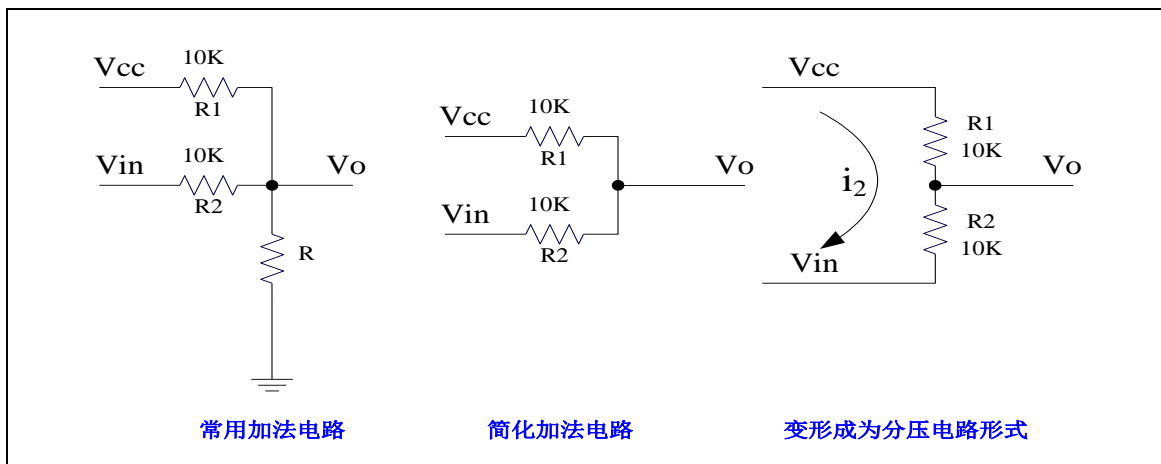 Vcc
10K
R1
Vin
10K
R2
Vo
R
常用加法电路
Vcc
10K
R1
Vin
10K
R2
Vo
简化加法电路
Vcc
R1
10K
Vo
i2
R2
10K
Vin
变形成为分压电路形式